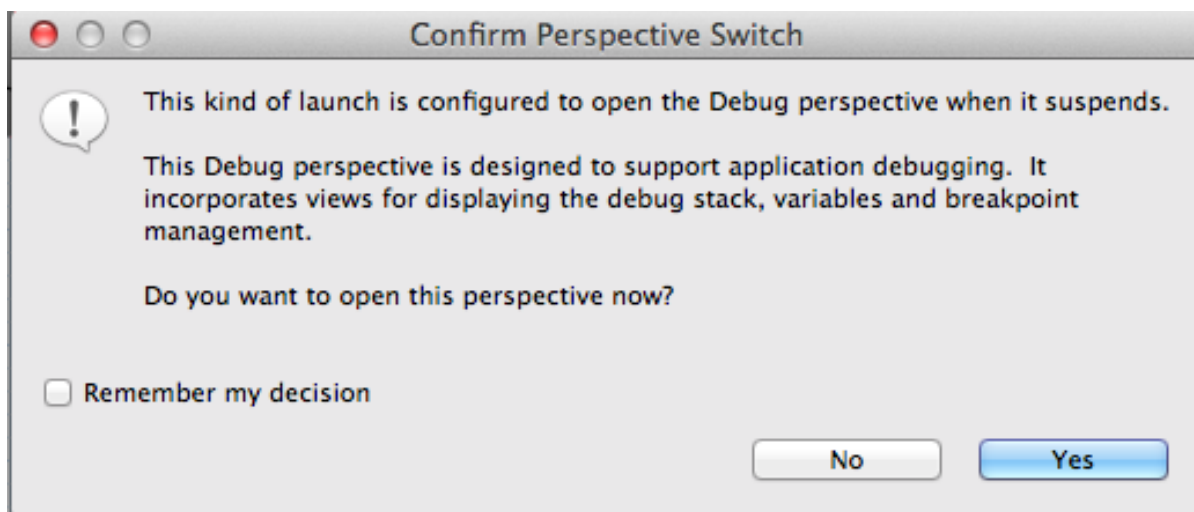 Confirm Perspective Switch
This kind of launch is configured to open the Debug perspective when it suspends.
This Debug perspective is designed to support application debugging.  It
incorporates views for displaying the debug stack, variables and breakpoint
management.
Do you want to open this perspective now?
Remember my decision
No
Yes